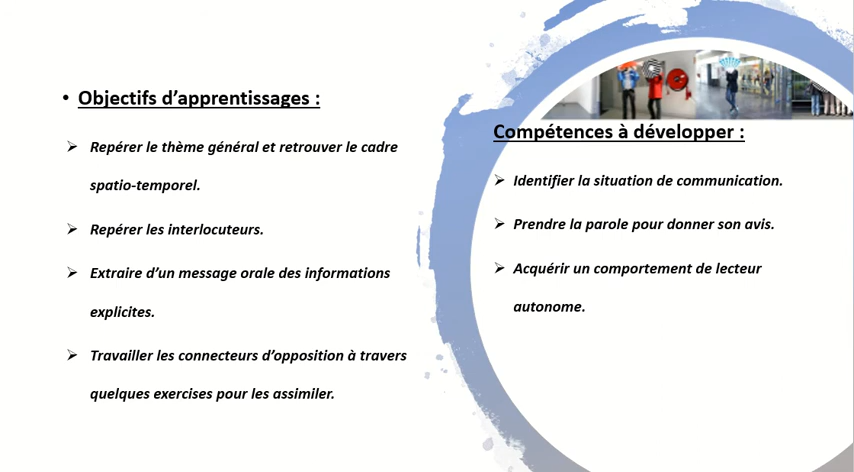 • Objectifs d’apprentissages :
➢ Repérer le thème général et retrouver le cadre
spatio-temporel.
➢ Repérer les interlocuteurs.
➢ Extraire d’un message orale des informations
explicites.
➢ Travailler les connecteurs d’opposition à travers
quelques exercises pour les assimiler.
Compétences à développer :
➢ Identifier la situation de communication.
➢ Prendre la parole pour donner son avis.
➢ Acquérir un comportement de lecteur
autonome.